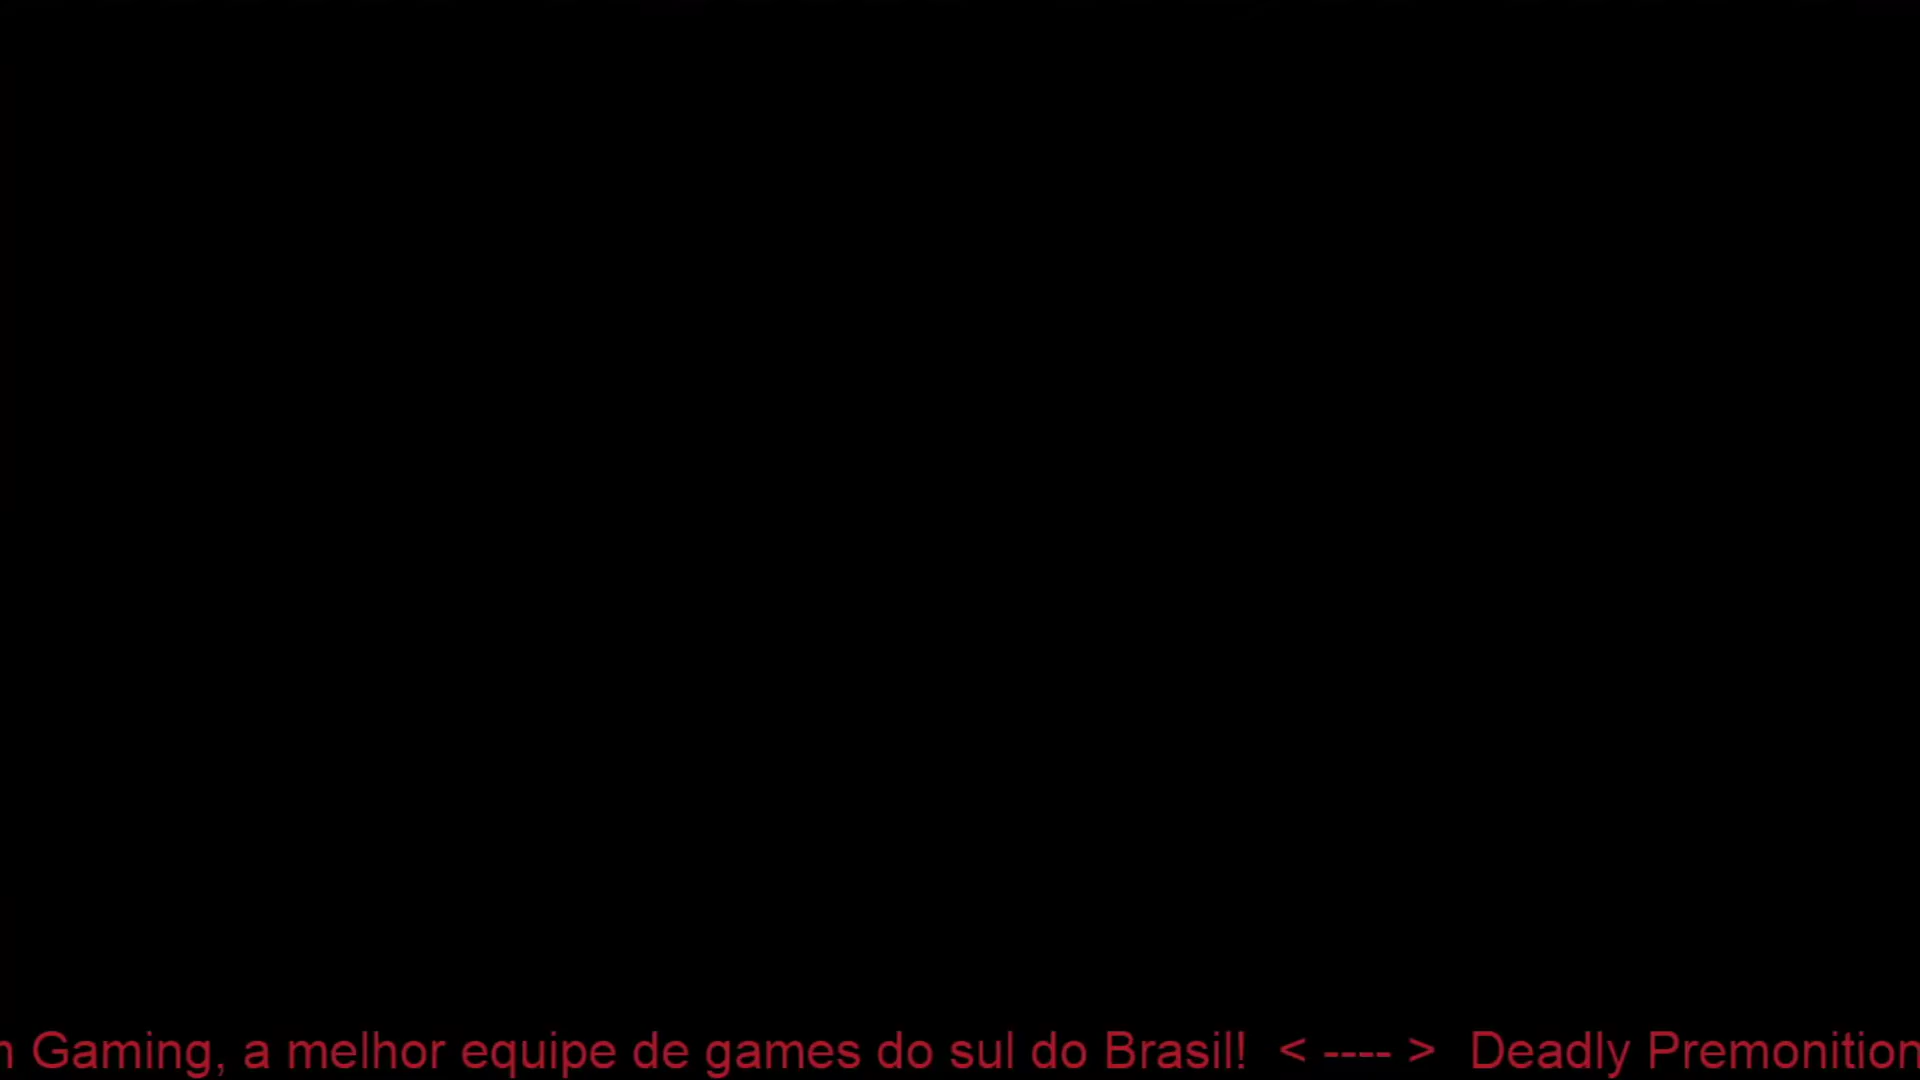 Gaming, a melhor equipe de games do sul do Brasil! < ---- > Deadly Premonition